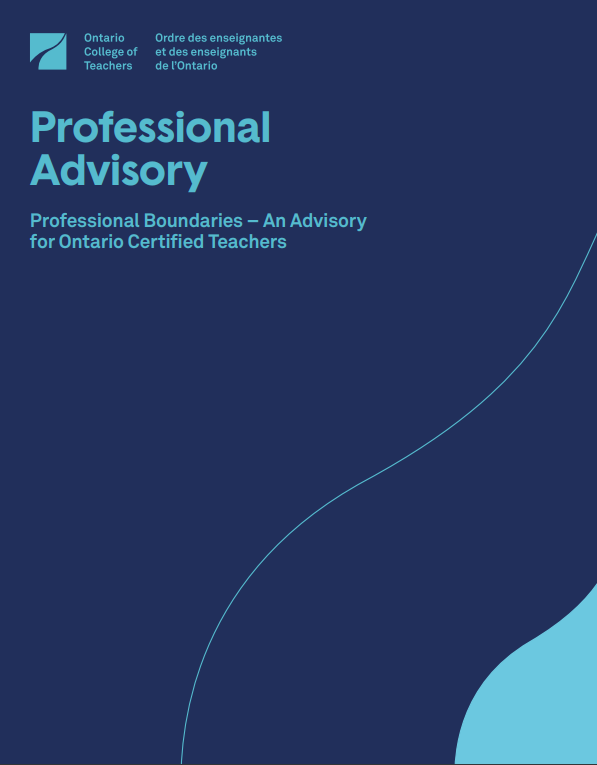 Ontario
College of
Teachers
Ordre des enseignantes
et des enseignants
de l'Ontario
Professional
Advisory
Professional Boundaries – An Advisory
for Ontario Certified Teachers